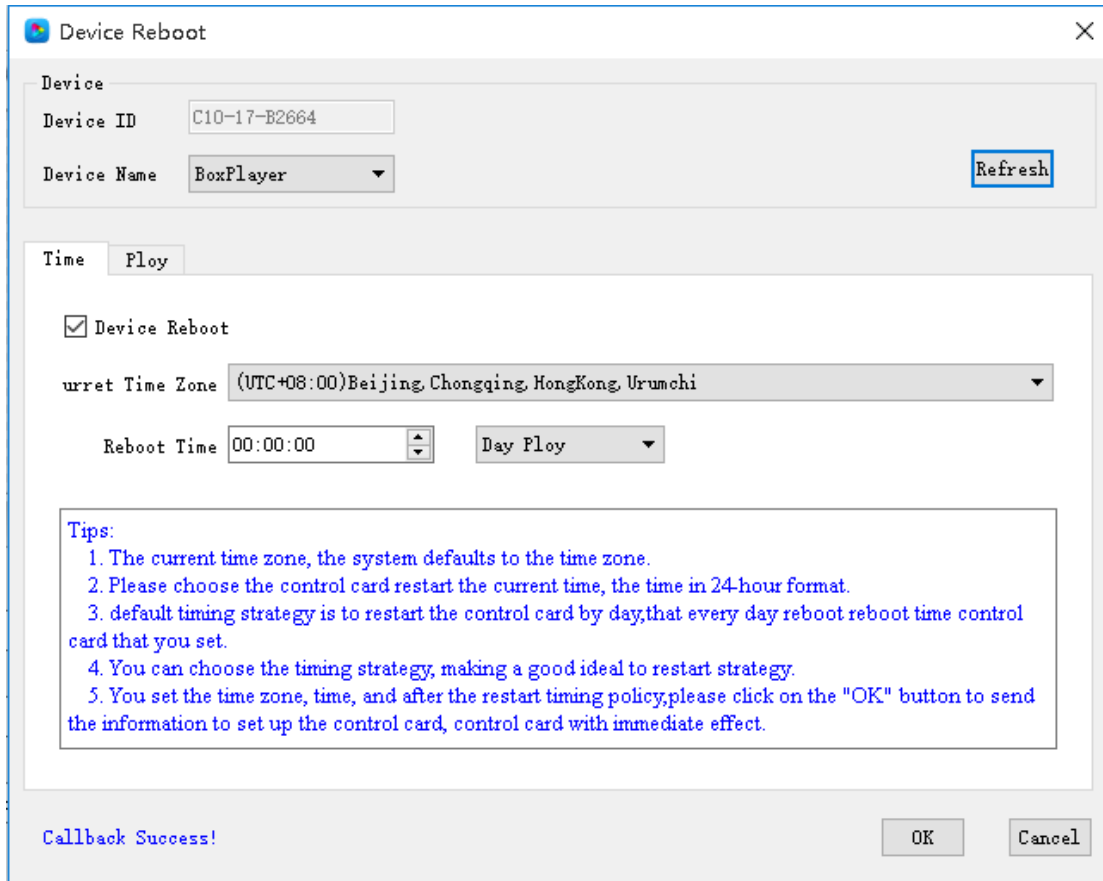 Device Reboot
Device
Device ID C10-17-B2664
Device Name BoxPlayer
Refresh
Time Ploy
Device Reboot
urret Time Zone (UTC+08:00)Beijing, Chongqing, HongKong, Urumchi
Reboot Time 00:00:00 Day Ploy
Tips:
1. The current time zone, the system defaults to the time zone.
2. Please choose the control card restart the current time, the time in 24-hour format.
3. default timing strategy is to restart the control card by day,that every day reboot reboot time control
card that you set.
4. You can choose the timing strategy, making a good ideal to restart strategy.
5. You set the time zone, time, and after the restart timing policy,please click on the "OK" button to send
the information to set up the control card, control card with immediate effect.
Callback Success!
OK Cancel